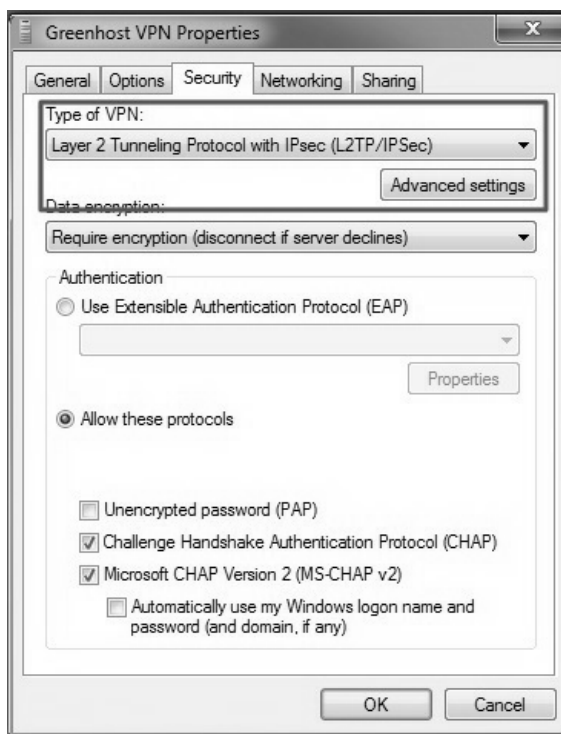 Greenhost VPN Properties
General Options Security Networking Sharing
Type of VPN:
Layer 2 Tunneling Protocol with IPsec (L2TP/IPSec)
Advanced settings
Data encryption:
Require encryption (disconnect if server declines)
Authentication
Use Extensible Authentication Protocol (EAP)
Properties
Allow these protocols
Unencrypted password (PAP)
Challenge Handshake Authentication Protocol (CHAP)
Microsoft CHAP Version 2 (MS-CHAP v2)
Automatically use my Windows logon name and
password (and domain, if any)
OK Cancel